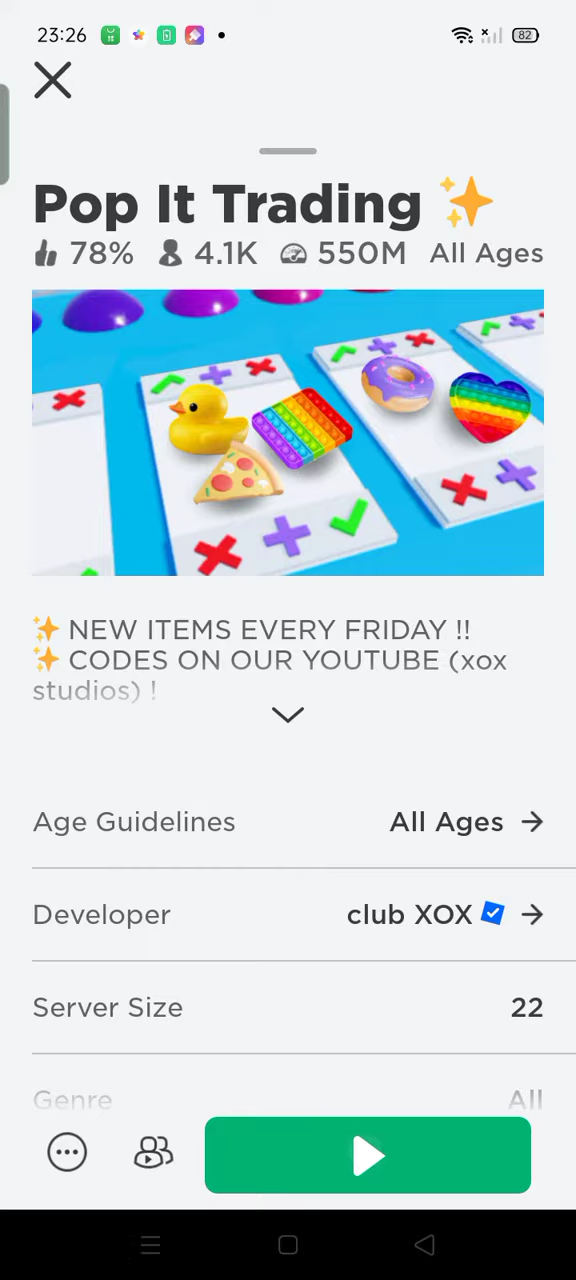 23:26
82
Pop It Trading ✨
78% 4.1K 550M All Ages
✨ NEW ITEMS EVERY FRIDAY !!
✨ CODES ON OUR YOUTUBE (xox
studios) !
Age Guidelines All Ages →
Developer club XOX →
Server Size 22
Genre All